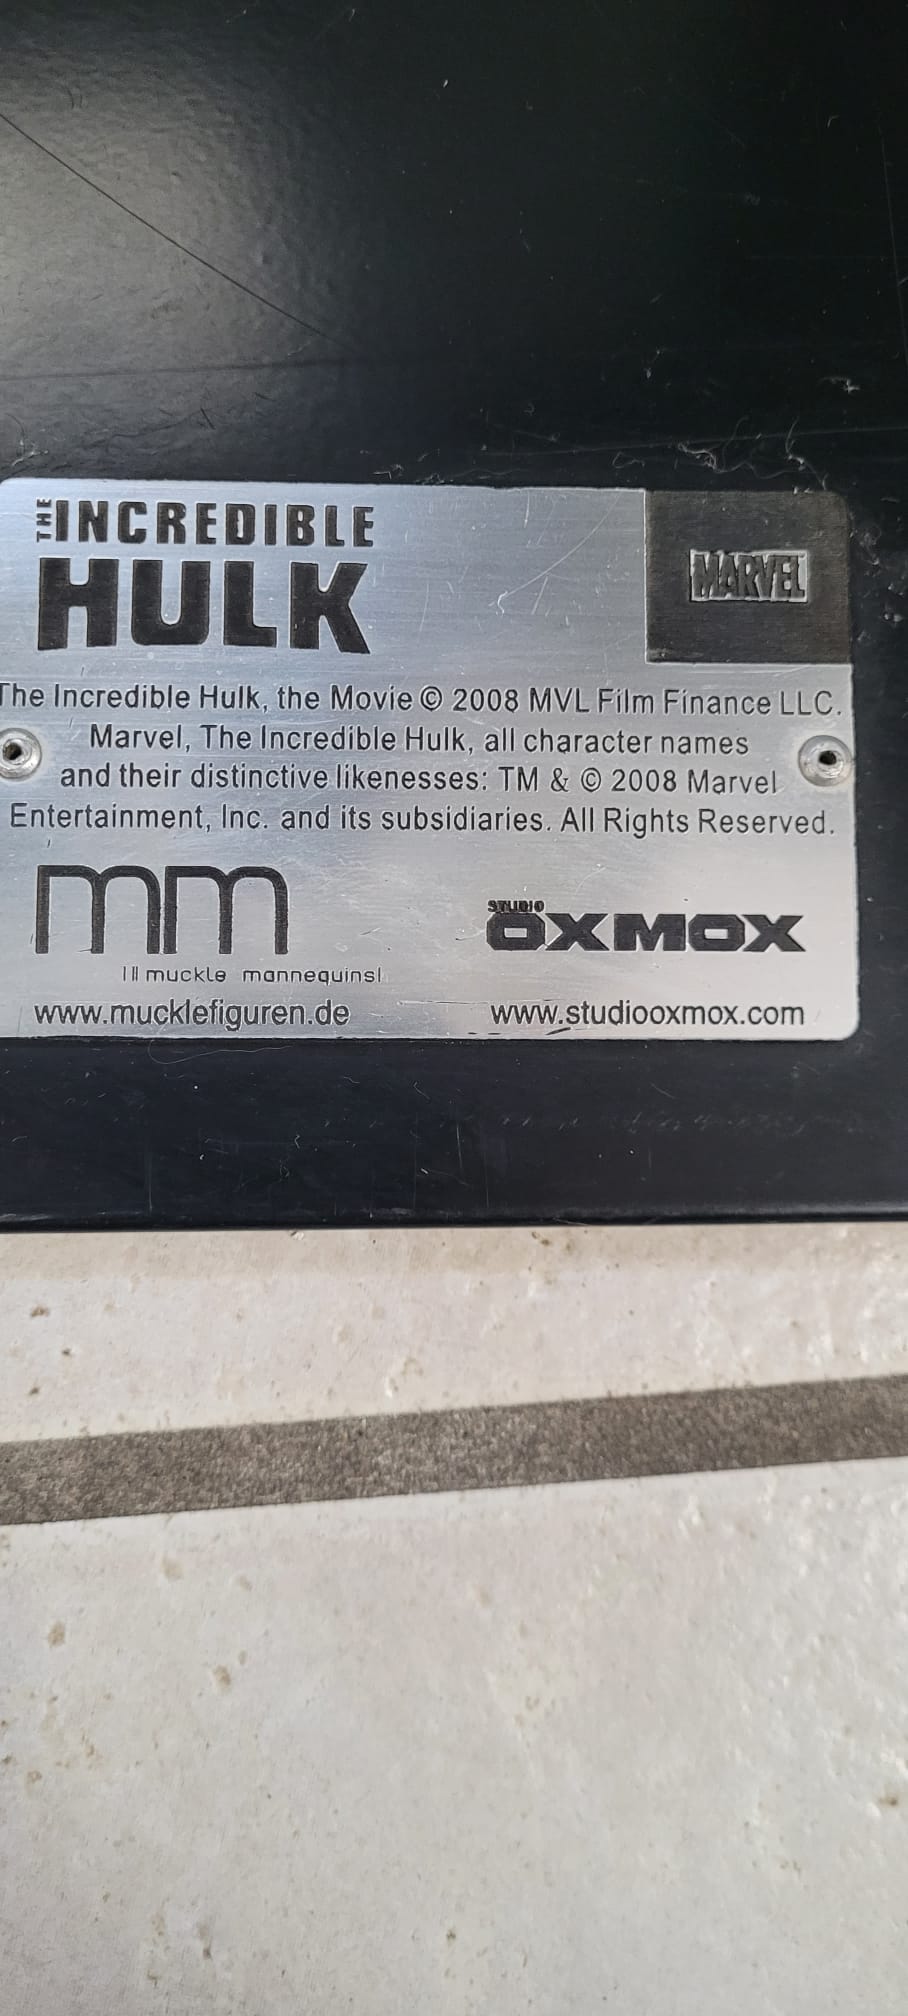 THE INCREDIBLE
HULK
MARVEL
The Incredible Hulk, the Movie © 2008 MVL Film Finance LLC.
Marvel, The Incredible Hulk, all character names
and their distinctive likenesses: TM & © 2008 Marvel
Entertainment, Inc. and its subsidiaries. All Rights Reserved.
mm
muckle mannequins
www.mucklefiguren.de
STUDIO
OXMOX
www.studiooxmox.com